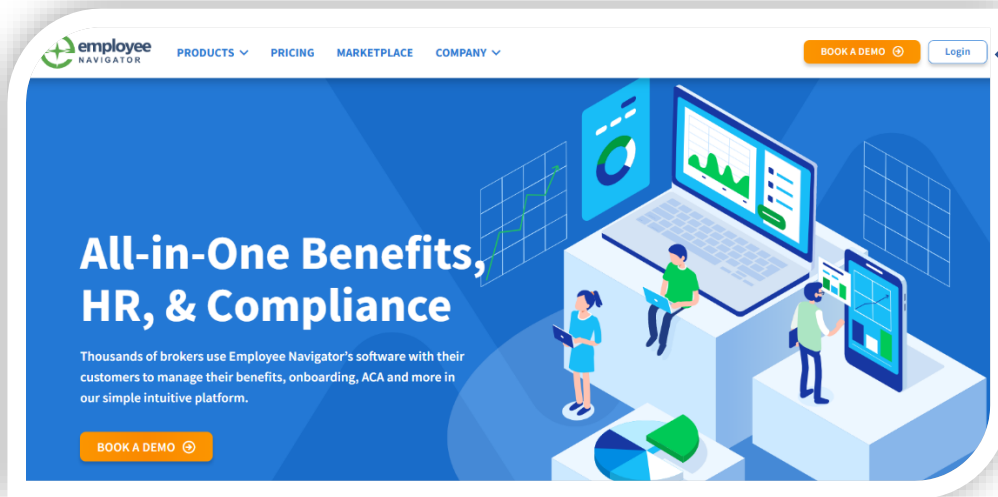 employee
NAVIGATOR
PRODUCTS
PRICING
MARKETPLACE
COMPANY
BOOK A DEMO
Login
All-in-One Benefits,
HR, & Compliance
Thousands of brokers use Employee Navigator's software with their
customers to manage their benefits, onboarding, ACA and more in
our simple intuitive platform.
BOOK A DEMO